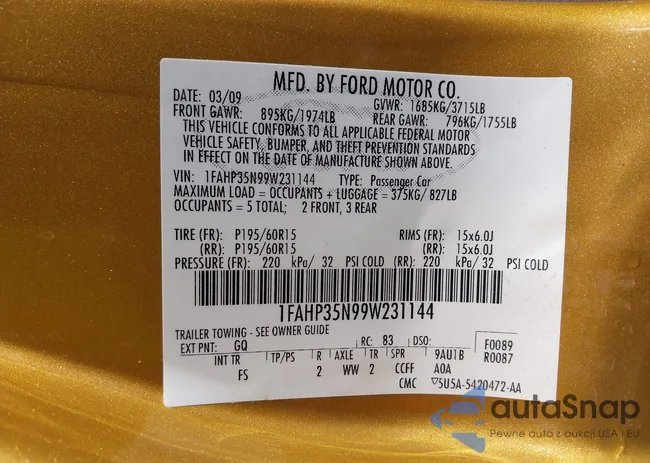 MFD. BY FORD MOTOR CO.
DATE: 03/09 GVWR: 1685KG/3715LB
FRONT GAWR: 895KG/1974LB REAR GAWR: 796KG/1755LB
THIS VEHICLE CONFORMS TO ALL APPLICABLE FEDERAL MOTOR
VEHICLE SAFETY, BUMPER, AND THEFT PREVENTION STANDARDS
IN EFFECT ON THE DATE OF MANUFACTURE SHOWN ABOVE.
VIN: 1FAHP35N99W231144 TYPE: Passenger Car
MAXIMUM LOAD = OCCUPANTS + LUGGAGE = 375KG/ 827LB
OCCUPANTS = 5 TOTAL; 2 FRONT, 3 REAR
TIRE (FR): P195/60R15 RIMS (FR): 15x6.0J
(RR): P195/60R15 (RR): 15x6.0J
PRESSURE (FR): 220 kPa/ 32 PSI COLD (RR): 220 kPa/ 32 PSI COLD
1FAHP35N99W231144
TRAILER TOWING - SEE OWNER GUIDE
EXT PNT: GQ RC: 83 DSO: F0089
INT TR TP/PS R AXLE TR SPR 9AU1B R0087
FS 2 WW 2 CCFF A0A
CMC ▽5U5A-5420472-AA
autoSnap
Pewne auto z aukcji USA i EU